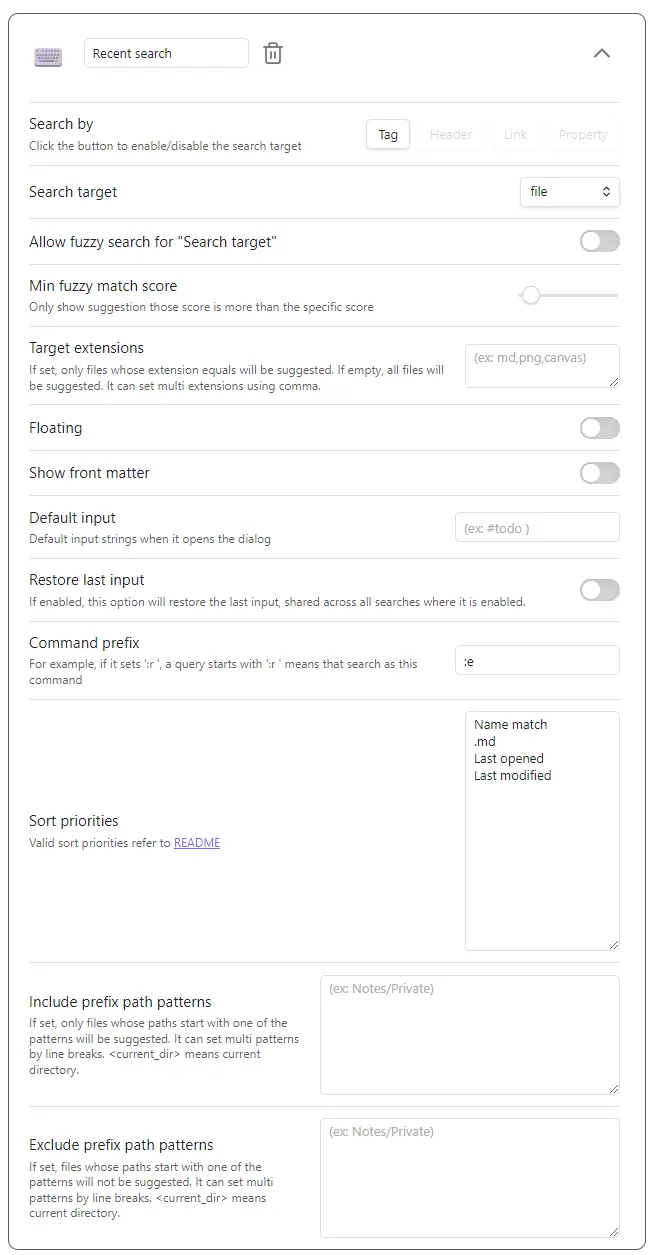 Recent search
Search by
Click the button to enable/disable the search target
Tag Header Link Property
Search target
file
Allow fuzzy search for "Search target"
Min fuzzy match score
Only show suggestion those score is more than the specific score
Target extensions
If set, only files whose extension equals will be suggested. If empty, all files will
be suggested. It can set multi extensions using comma.
(ex: md,png,canvas)
Floating
Show front matter
Default input
Default input strings when it opens the dialog
(ex: #todo )
Restore last input
If enabled, this option will restore the last input, shared across all searches where it is enabled.
Command prefix
For example, if it sets ':r ', a query starts with ':r ' means that search as this
command
:e
Sort priorities
Valid sort priorities refer to README
Name match
.md
Last opened
Last modified
Include prefix path patterns
If set, only files whose paths start with one of the
patterns will be suggested. It can set multi patterns
by line breaks. <current_dir> means current
directory.
(ex: Notes/Private)
Exclude prefix path patterns
If set, files whose paths start with one of the
patterns will not be suggested. It can set multi
patterns by line breaks. <current_dir> means
current directory.
(ex: Notes/Private)